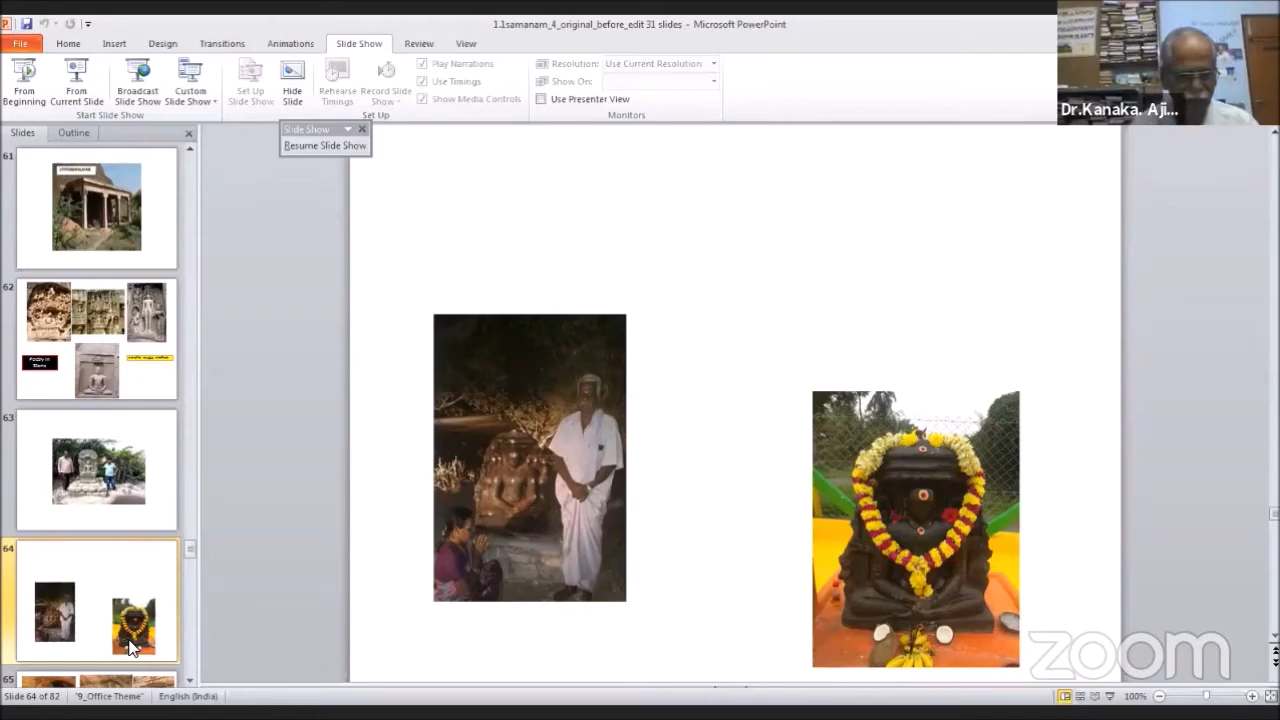 1.1samanam_4_original_before_edit 31 slides - Microsoft PowerPoint
File Home Insert Design Transitions Animations Slide Show Review View
From Beginning
From Current Slide
Broadcast Slide Show
Custom Slide Show
Set Up Slide Show
Hide Slide
Rehearse Timings
Record Slide Show
Play Narrations
Use Timings
Show Media Controls
Resolution: Use Current Resolution
Show On:
Use Presenter View
Start Slide Show
Set Up
Monitors
Dr.Kanaka. Aji...
Slides Outline
Slide Show
Resume Slide Show
61
62
Poetry in Stone
63
64
65
zoom
Slide 64 of 82 "9_Office Theme" English (India) 100%